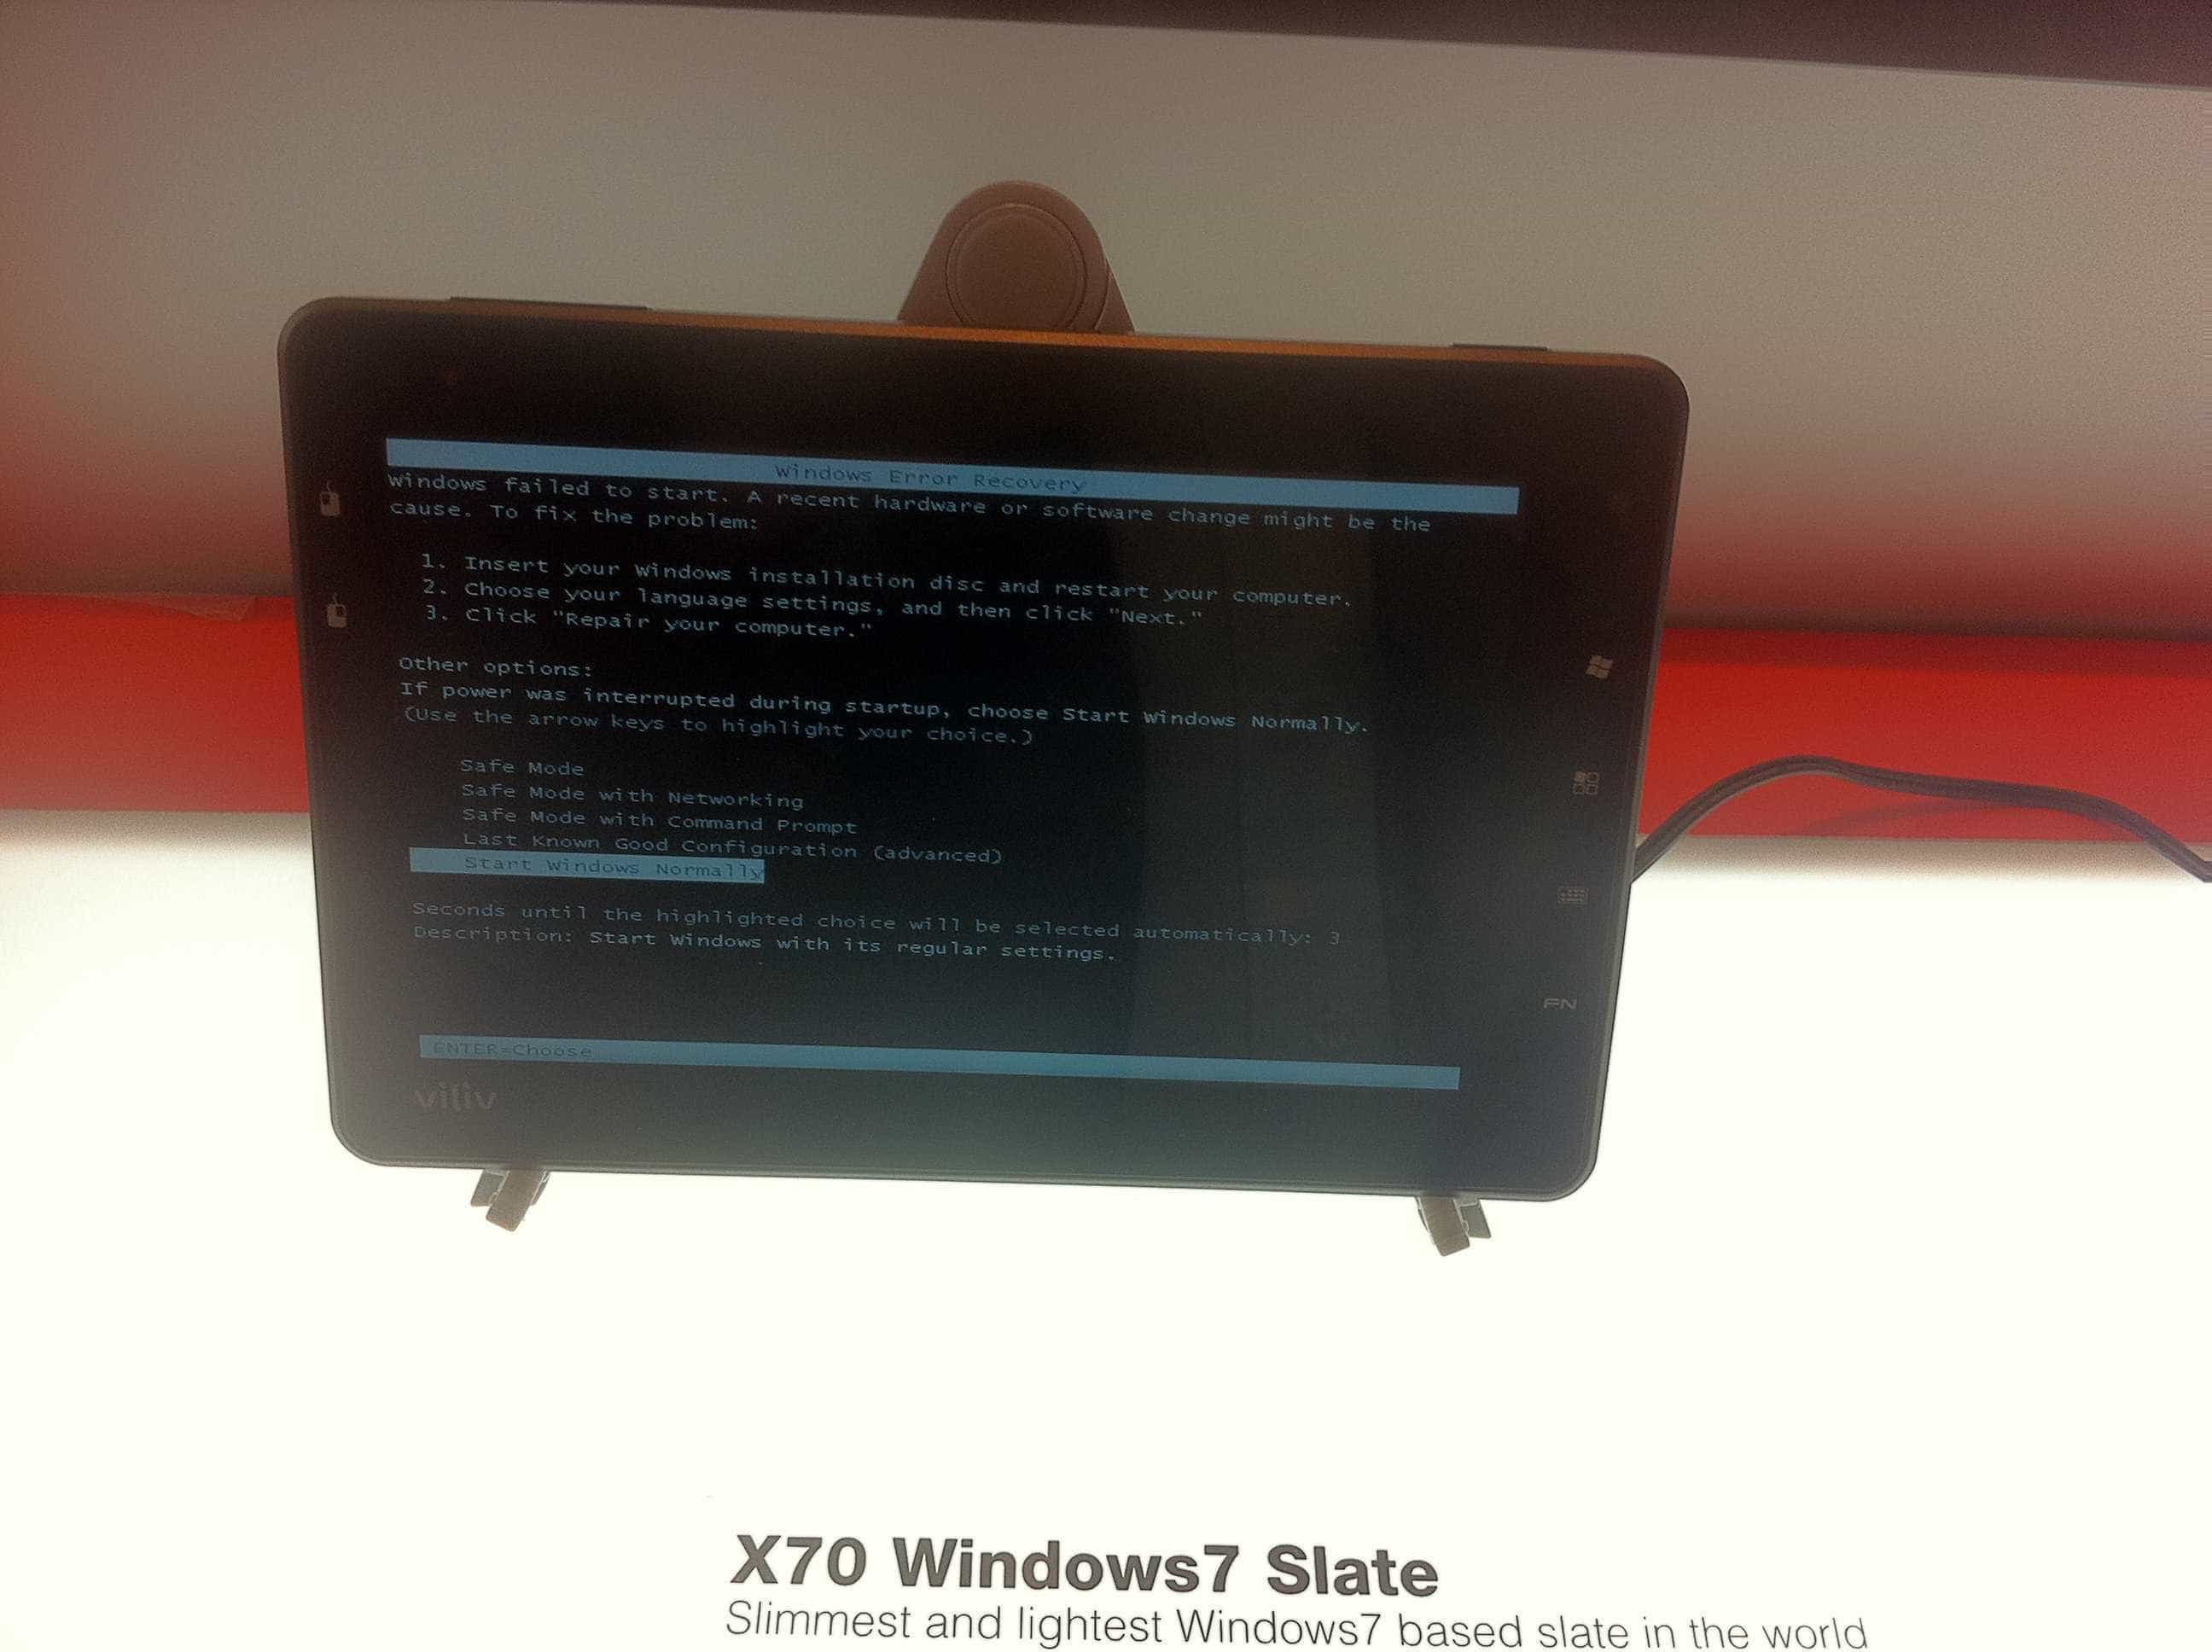 Windows Error Recovery
Windows failed to start. A recent hardware or software change might be the
cause. To fix the problem:
1. Insert your Windows installation disc and restart your computer.
2. Choose your language settings, and then click "Next."
3. Click "Repair your computer."
Other options:
If power was interrupted during startup, choose Start Windows Normally.
(Use the arrow keys to highlight your choice.)
Safe Mode
Safe Mode with Networking
Safe Mode with Command Prompt
Last Known Good Configuration (advanced)
Start Windows Normally
Seconds until the highlighted choice will be selected automatically: 3
Description: Start Windows with its regular settings.
FN
ENTER=Choose
viliv
X70 Windows7 Slate
Slimmest and lightest Windows7 based slate in the world